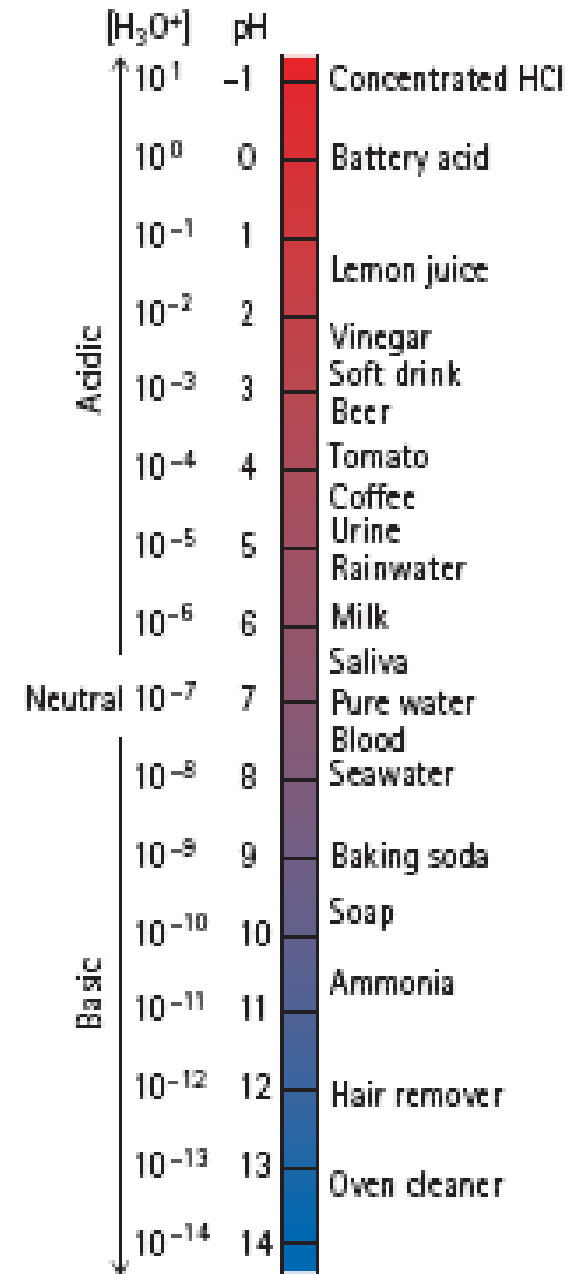 [H₃O⁺] pH
10¹ –1 Concentrated HCl
10⁰ 0 Battery acid
10⁻¹ 1
Lemon juice
10⁻² 2
Vinegar
Soft drink
10⁻³ 3
Beer
Acidic
10⁻⁴ 4 Tomato
Coffee
Urine
10⁻⁵ 5
Rainwater
10⁻⁶ 6 Milk
Saliva
Neutral 10⁻⁷ 7 Pure water
Blood
10⁻⁸ 8 Seawater
10⁻⁹ 9 Baking soda
Soap
10⁻¹⁰ 10
Ammonia
Basic
10⁻¹¹ 11
10⁻¹² 12 Hair remover
10⁻¹³ 13
Oven cleaner
10⁻¹⁴ 14